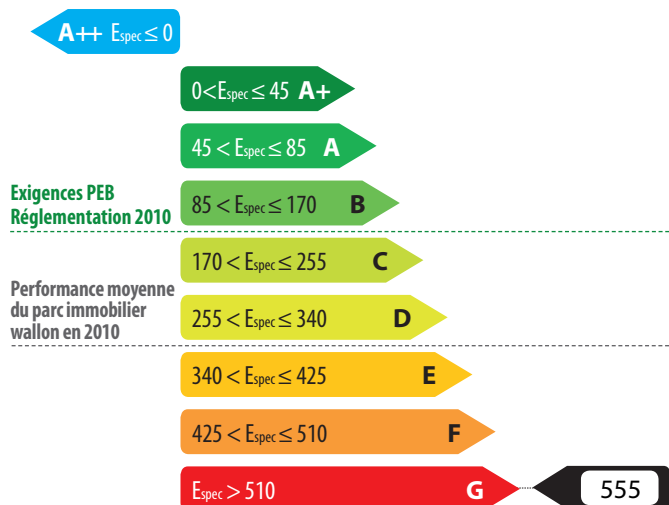 A++ Espec ≤ 0
0<Espec ≤ 45 A+
45 < Espec ≤ 85 A
Exigences PEB
Réglementation 2010
85 < Espec ≤ 170 B
170 < Espec ≤ 255 C
Performance moyenne
du parc immobilier
wallon en 2010
255 < Espec ≤ 340 D
340 < Espec ≤ 425 E
425 < Espec ≤ 510 F
Espec > 510 G 555